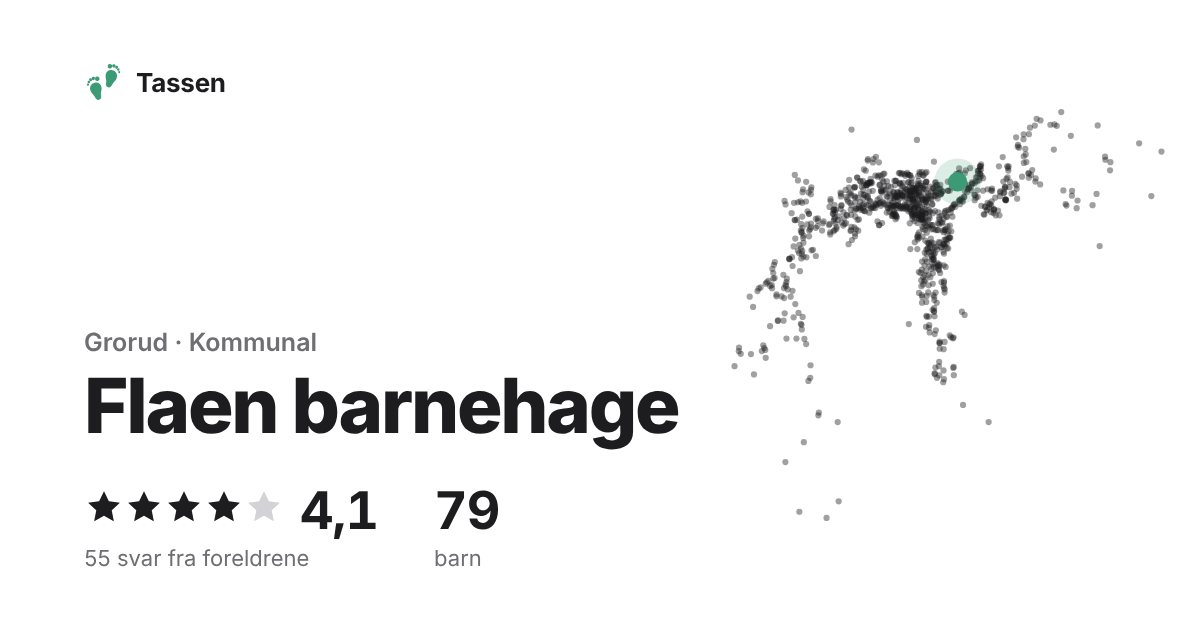 Tassen
Grorud · Kommunal
Flaen barnehage
4,1
79
55 svar fra foreldrene
barn